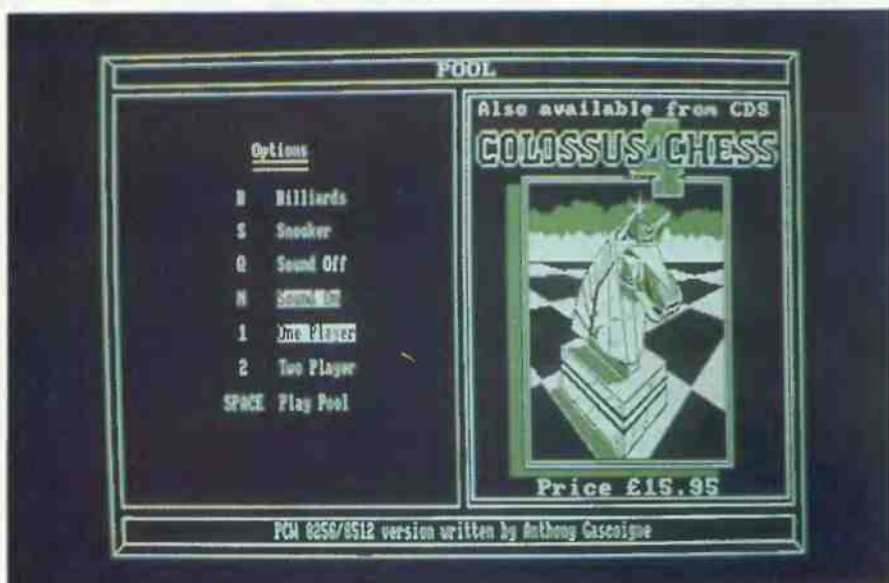 POOL
Options
B Billiards
S Snooker
Q Sound Off
N Sound On
1 One Player
2 Two Player
SPACE Play Pool
Also available from CDS
COLOSSUS 4 CHESS
Price £15.95
PCW 8256/8512 version written by Anthony Gascoigne